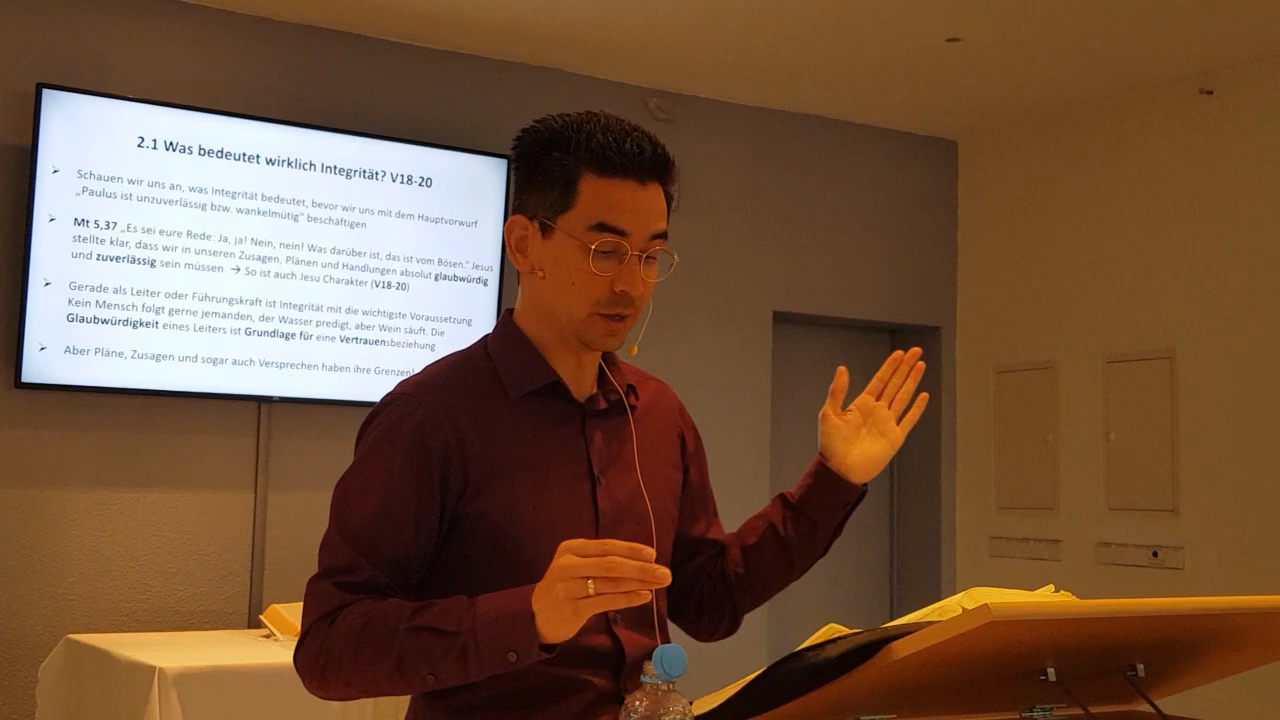 2.1 Was bedeutet wirklich Integrität? V18-20
➢ Schauen wir uns an, was Integrität bedeutet, bevor wir uns mit dem Hauptvorwurf
„Paulus ist unzuverlässig bzw. wankelmütig" beschäftigen
➢ Mt 5,37 „Es sei eure Rede: Ja, ja! Nein, nein! Was darüber ist, das ist vom Bösen." Jesus
stellte klar, dass wir in unseren Zusagen, Plänen und Handlungen absolut glaubwürdig
und zuverlässig sein müssen. → So ist auch Jesu Charakter (V18-20)
➢ Gerade als Leiter oder Führungskraft ist Integrität mit die wichtigste Voraussetzung
Kein Mensch folgt gerne jemanden, der Wasser predigt, aber Wein säuft. Die
Glaubwürdigkeit eines Leiters ist Grundlage für eine Vertrauensbeziehung
➢ Aber Pläne, Zusagen und sogar auch Versprechen haben ihre Grenzen!